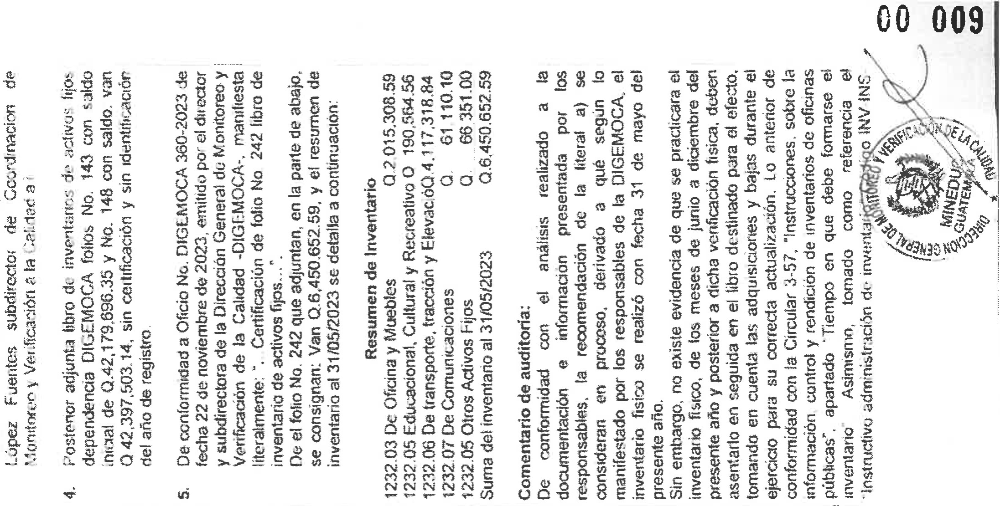 López Fuentes subdirector de Coordinación de
Monitoreo y Verificación a la Calidad a.i
4. Posterior adjunta libro de inventarios de activos fijos
dependencia DIGEMOCA folios No. 143 con saldo
inicial de Q.42,179,696.35 y No. 148 con saldo. van
Q 42,397,503.14, sin certificación y sin identificación
del año de registro.
5. De conformidad a Oficio No. DIGEMOCA 360-2023 de
fecha 22 de noviembre de 2023, emitido por el director
y subdirectora de la Dirección General de Monitoreo y
Verificación de la Calidad -DIGEMOCA-, manifiesta
literalmente: "... Certificación de folio No. 242 libro de
inventario de activos fijos...".
De el folio No. 242 que adjuntan, en la parte de abajo,
se consignan: Van Q.6,450.652.59, y el resumen de
inventario al 31/05/2023 se detalla a continuación:
Resumen de Inventario
1232.03 De Oficina y Muebles Q.2,015,308.59
1232.05 Educacional, Cultural y Recreativo Q 190,564.56
1232.06 De transporte, tracción y ElevacióQ.4,117,318.84
1232.07 De Comunicaciones Q. 61 110.10
1232.05 Otros Activos Fijos Q. 66 351.00
Suma del inventario al 31/05/2023 Q.6,450.652.59
Comentario de auditoria:
De conformidad con el análisis realizado a la
documentación e información presentada por los
responsables, la recomendación de la literal a) se
consideran en proceso, derivado a qué según lo
manifestado por los responsables de la DIGEMOCA, el
inventario físico se realizó con fecha 31 de mayo del
presente año.
Sin embargo, no existe evidencia de que se practicara el
inventario físico, de los meses de junio a diciembre del
presente año y posterior a dicha verificación física, deben
asentarlo en seguida en el libro destinado para el efecto,
tomando en cuenta las adquisiciones y bajas durante el
ejercicio para su correcta actualización. Lo anterior de
conformidad con la Circular 3-57, "Instrucciones, sobre la
información, control y rendición de inventarios de oficinas
públicas", apartado "Tiempo en que debe formarse el
inventario" Asimismo, tomado como referencia el
"Instructivo administración de inventario INV-INS-
DIRECCION GENERAL DE MONITOREO Y VERIFICACIÓN DE LA CALIDAD
MINEDUC
GUATEMALA
00 009